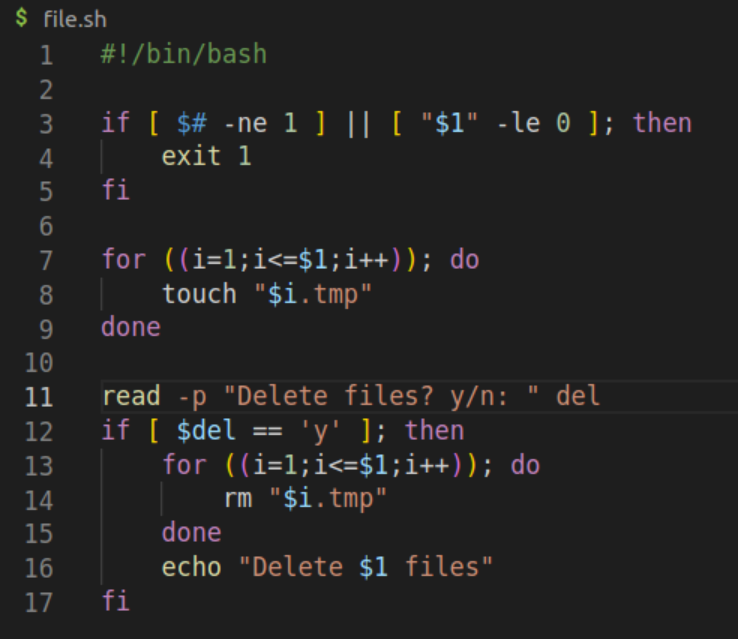 $ file.sh
1 #!/bin/bash
2
3 if [ $# -ne 1 ] || [ "$1" -le 0 ]; then
4     exit 1
5 fi
6
7 for ((i=1;i<=$1;i++)); do
8     touch "$i.tmp"
9 done
10
11 read -p "Delete files? y/n: " del
12 if [ $del == 'y' ]; then
13     for ((i=1;i<=$1;i++)); do
14         rm "$i.tmp"
15     done
16     echo "Delete $1 files"
17 fi